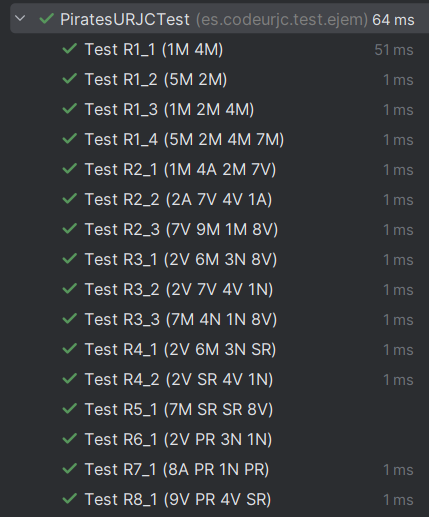 PiratesURJCTest (es.codeurjc.test.ejem) 64 ms
Test R1_1 (1M 4M) 51 ms
Test R1_2 (5M 2M) 1 ms
Test R1_3 (1M 2M 4M) 1 ms
Test R1_4 (5M 2M 4M 7M) 1 ms
Test R2_1 (1M 4A 2M 7V) 1 ms
Test R2_2 (2A 7V 4V 1A) 1 ms
Test R2_3 (7V 9M 1M 8V) 1 ms
Test R3_1 (2V 6M 3N 8V) 1 ms
Test R3_2 (2V 7V 4V 1N) 1 ms
Test R3_3 (7M 4N 1N 8V) 1 ms
Test R4_1 (2V 6M 3N SR) 1 ms
Test R4_2 (2V SR 4V 1N) 1 ms
Test R5_1 (7M SR SR 8V)
Test R6_1 (2V PR 3N 1N)
Test R7_1 (8A PR 1N PR) 1 ms
Test R8_1 (9V PR 4V SR) 1 ms